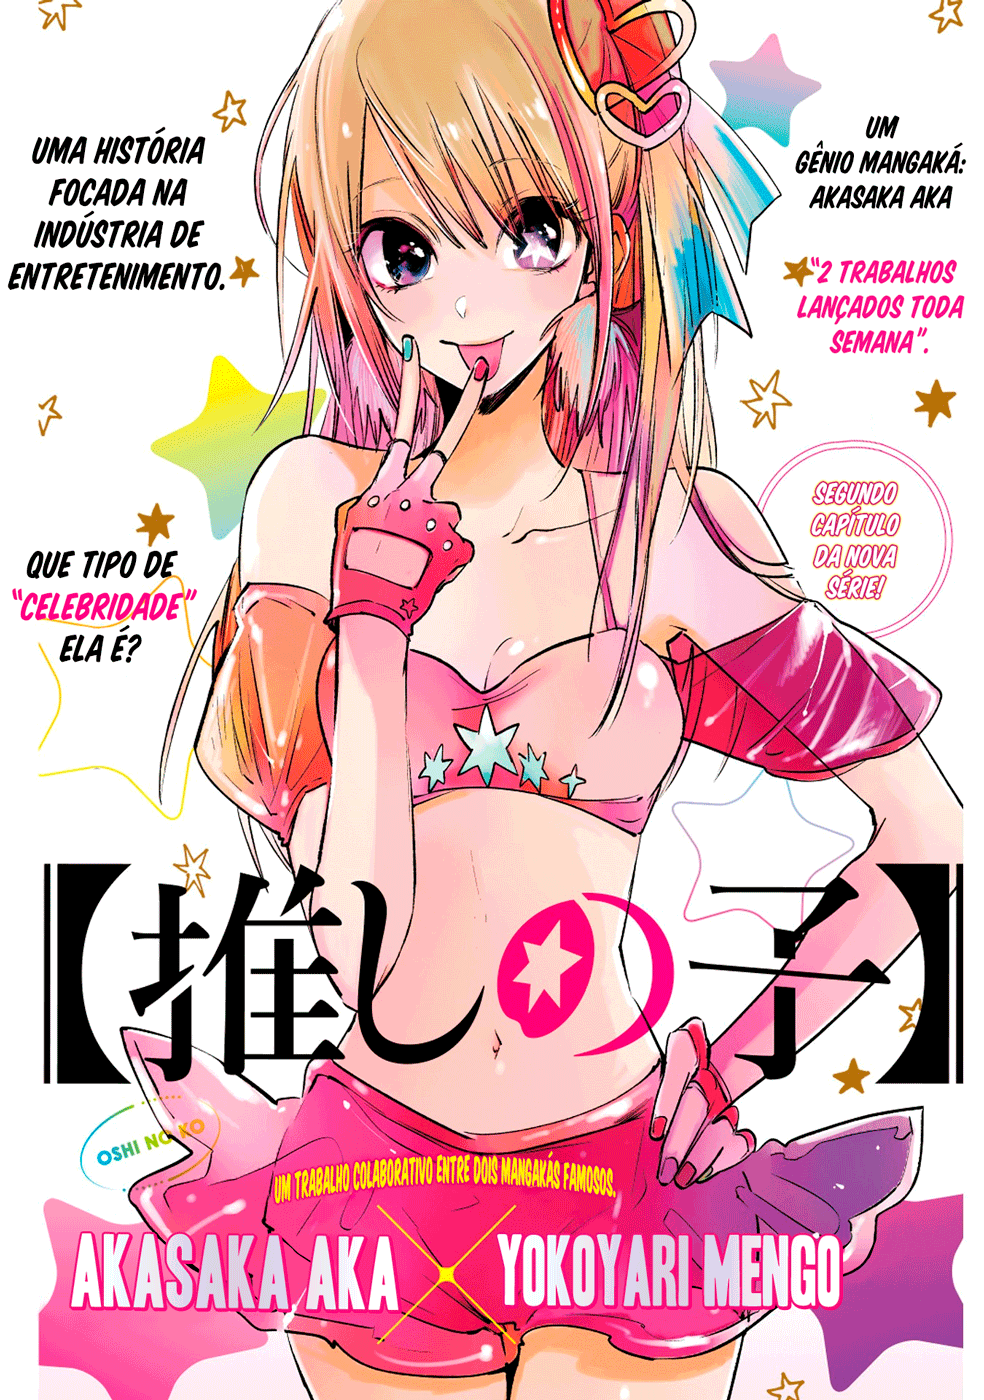 UMA HISTÓRIA
FOCADA NA
INDÚSTRIA DE
ENTRETENIMENTO.
UM
GÊNIO MANGAKÁ:
AKASAKA AKA
"2 TRABALHOS
LANÇADOS TODA
SEMANA".
SEGUNDO
CAPÍTULO
DA NOVA
SÉRIE!
QUE TIPO DE
"CELEBRIDADE"
ELA É?
【推しの子】
OSHI NO KO
UM TRABALHO COLABORATIVO ENTRE DOIS MANGAKÁS FAMOSOS.
AKASAKA AKA × YOKOYARI MENGO